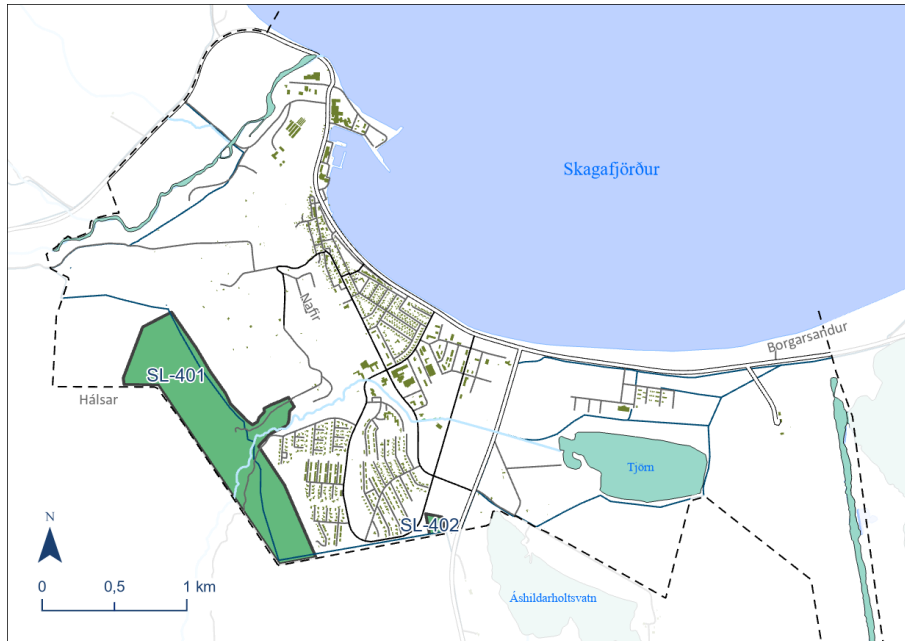 Skagafjörður
Nafir
Borgarsandur
SL-401
Hálsar
Tjörn
SL-402
N
0 0,5 1 km
Áshildarholtsvatn